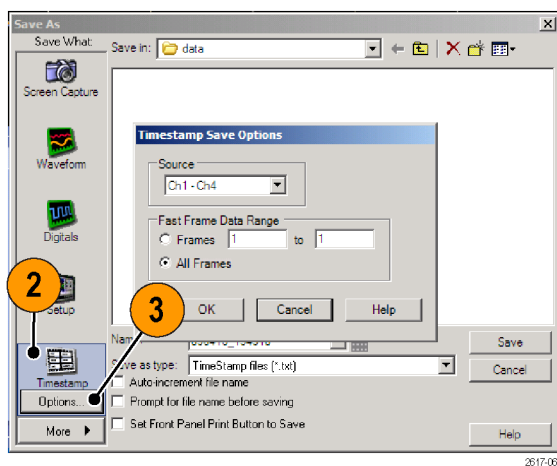 Save As
Save What:
Save in: data
Screen Capture
Waveform
Digitals
Setup
Timestamp
Options...
More
Timestamp Save Options
Source
Ch1 - Ch4
Fast Frame Data Range
Frames 1 to 1
All Frames
OK Cancel Help
2
3
Save
Save as type: TimeStamp files (*.txt)
Cancel
Auto-increment file name
Prompt for file name before saving
Set Front Panel Print Button to Save
Help
2617-06